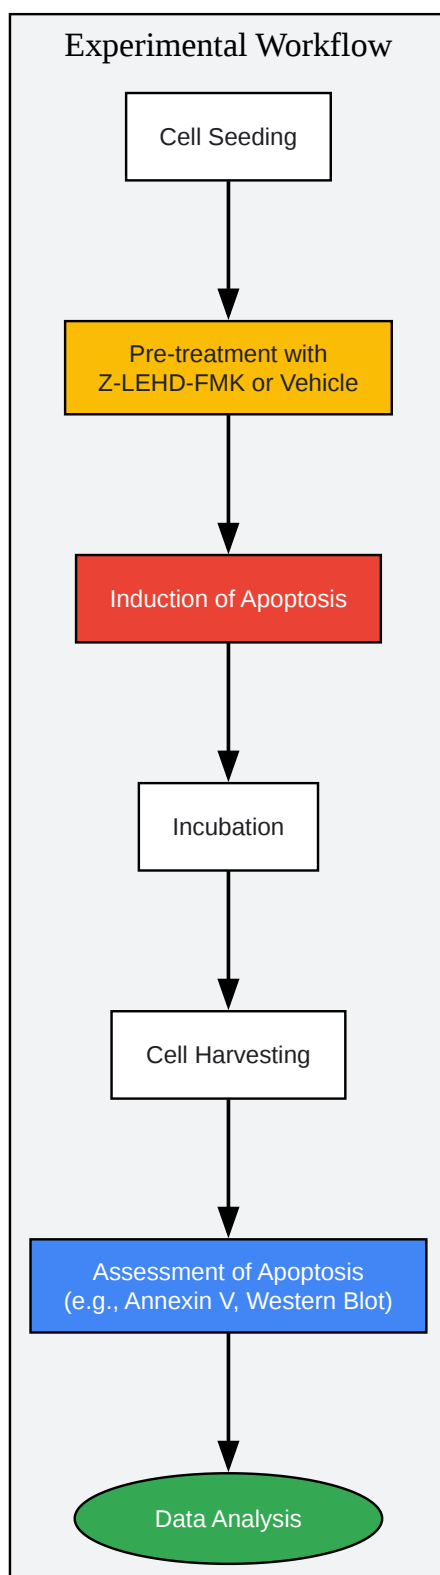 Experimental Workflow
Cell Seeding
Pre-treatment with
Z-LEHD-FMK or Vehicle
Induction of Apoptosis
Incubation
Cell Harvesting
Assessment of Apoptosis
(e.g., Annexin V, Western Blot)
Data Analysis